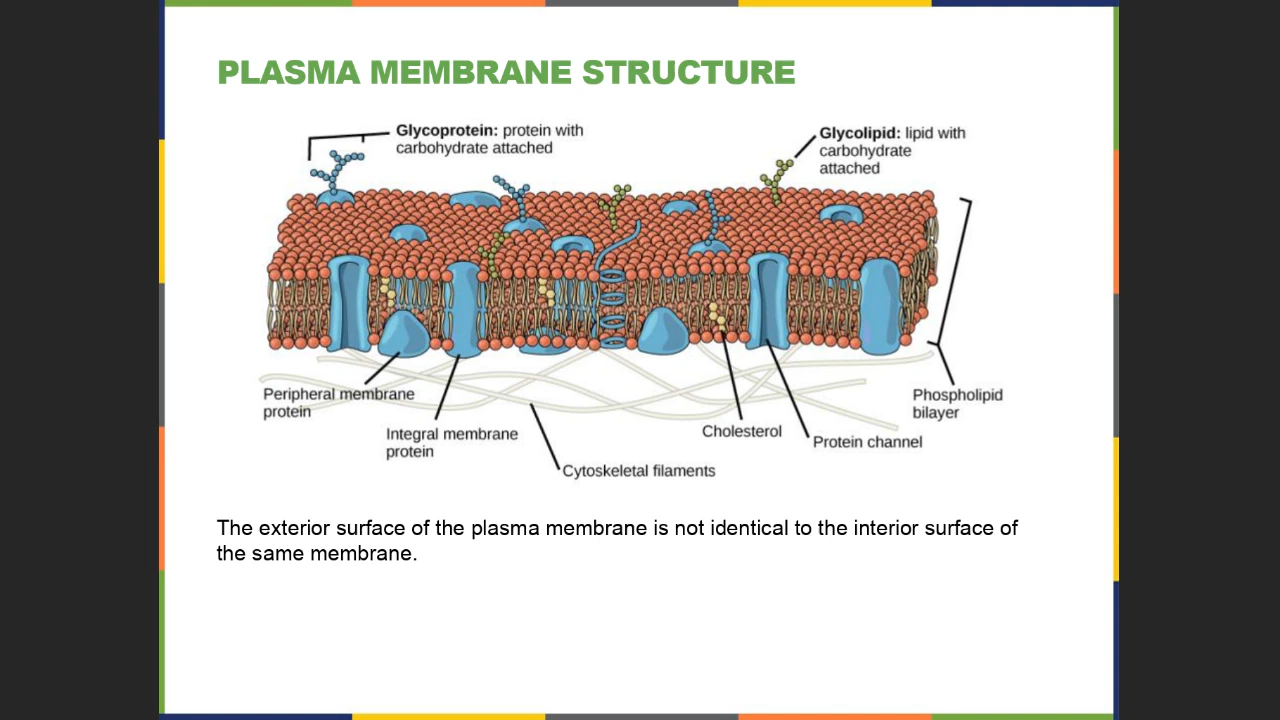 PLASMA MEMBRANE STRUCTURE
Glycoprotein: protein with
carbohydrate attached
Glycolipid: lipid with
carbohydrate
attached
Peripheral membrane
protein
Integral membrane
protein
Cytoskeletal filaments
Cholesterol
Protein channel
Phospholipid
bilayer
The exterior surface of the plasma membrane is not identical to the interior surface of
the same membrane.